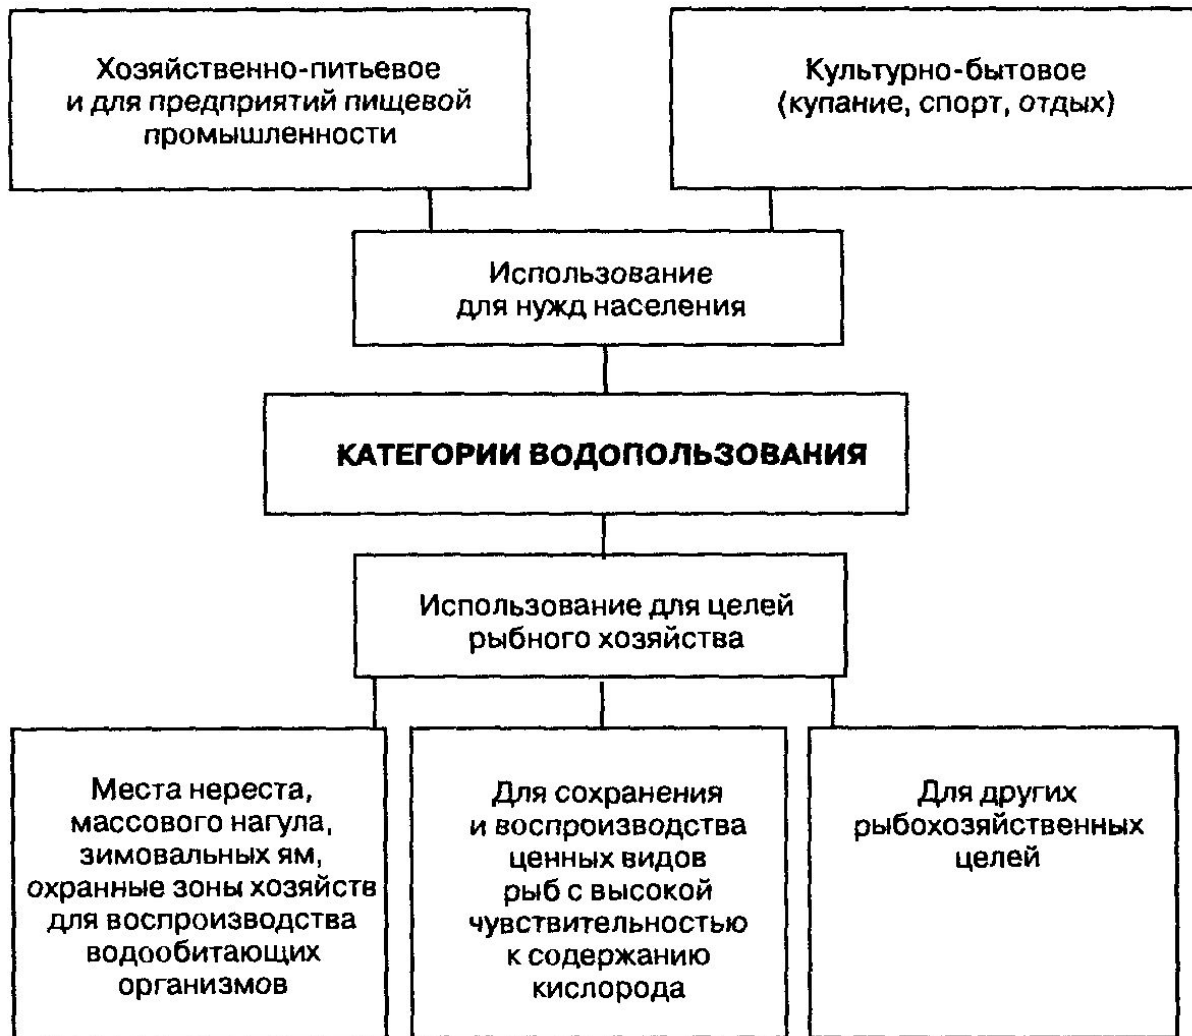 Хозяйственно-питьевое
и для предприятий пищевой
промышленности
Культурно-бытовое
(купание, спорт, отдых)
Использование
для нужд населения
КАТЕГОРИИ ВОДОПОЛЬЗОВАНИЯ
Использование для целей
рыбного хозяйства
Места нереста,
массового нагула,
зимовальных ям,
охранные зоны хозяйств
для воспроизводства
водообитающих
организмов
Для сохранения
и воспроизводства
ценных видов
рыб с высокой
чувствительностью
к содержанию
кислорода
Для других
рыбохозяйственных
целей